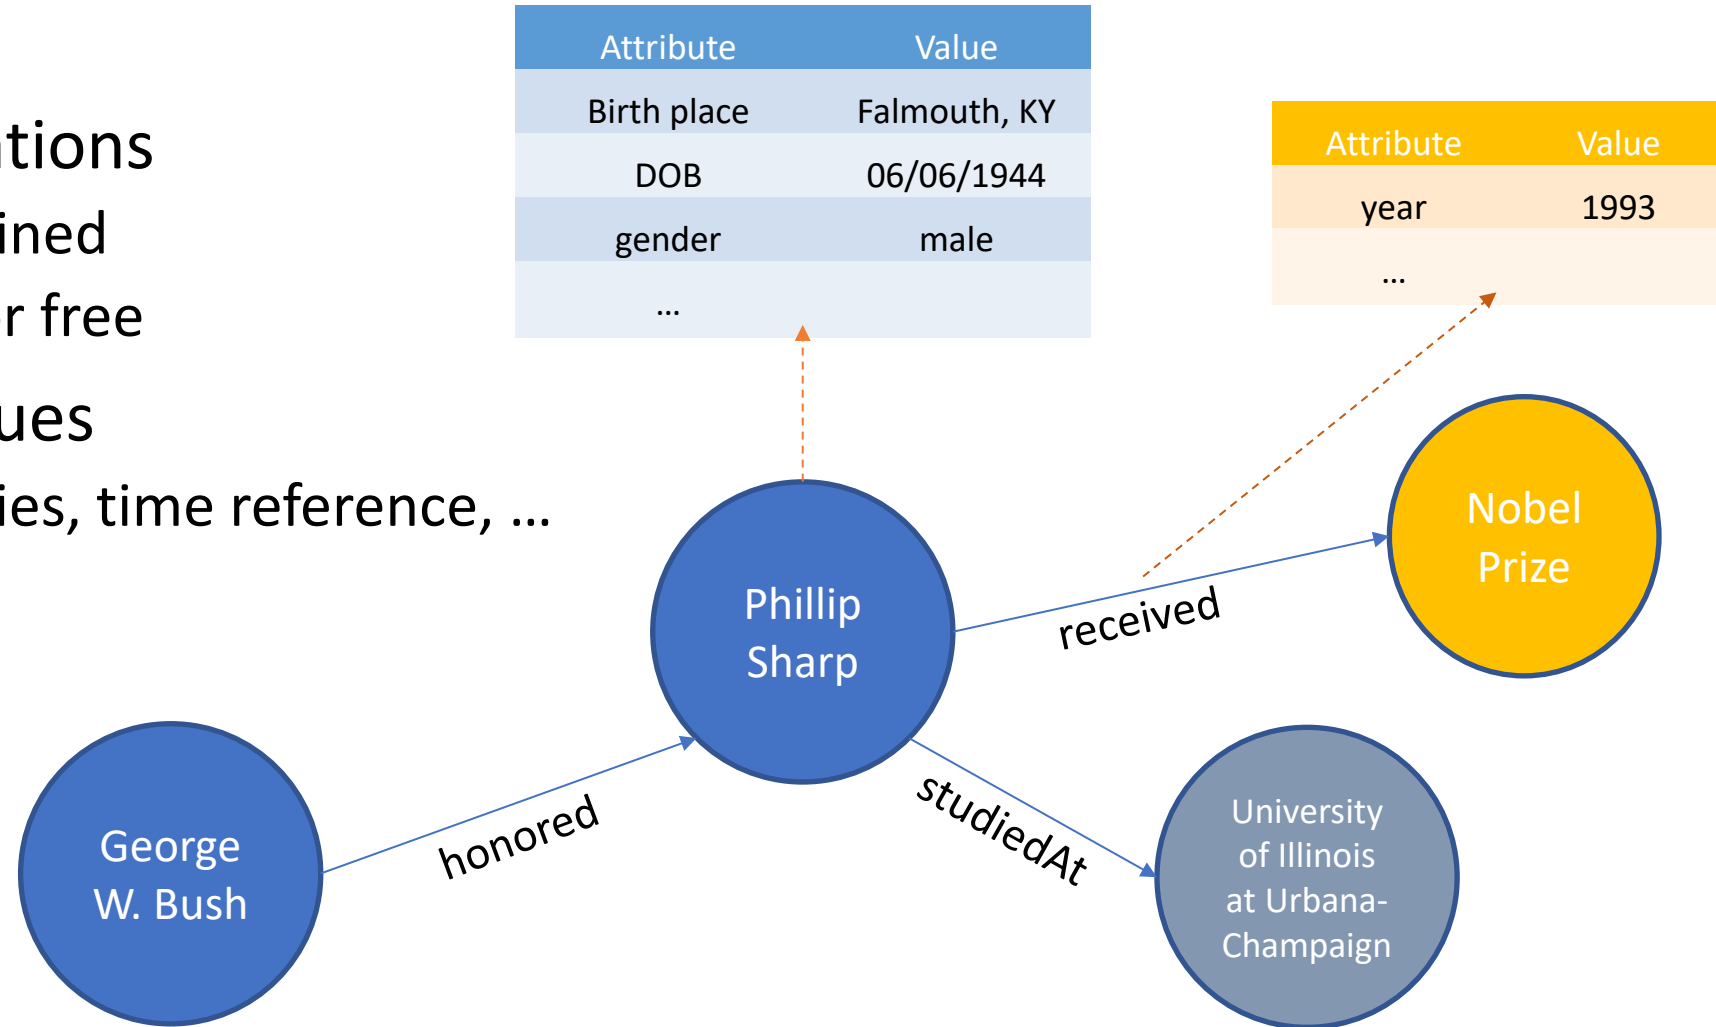 ations
ined
r free
ues
ies, time reference, …
Attribute Value
Birth place Falmouth, KY
DOB 06/06/1944
gender male
…
Attribute Value
year 1993
…
Phillip
Sharp
received
Nobel
Prize
George
W. Bush
honored
studiedAt
University
of Illinois
at Urbana-
Champaign